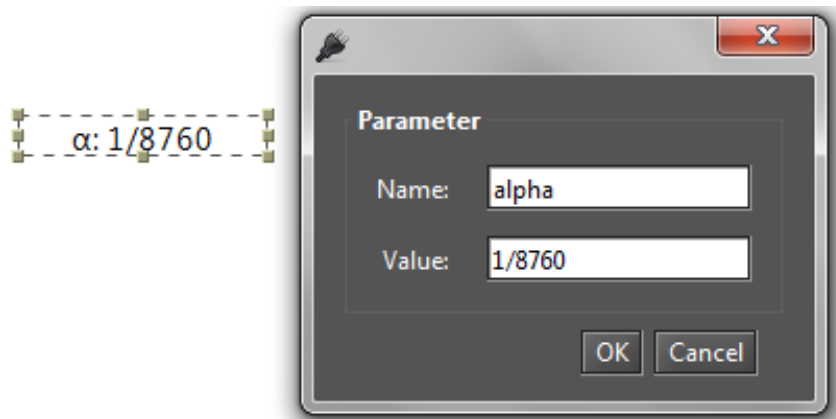 α: 1/8760
Parameter
Name: alpha
Value: 1/8760
OK Cancel